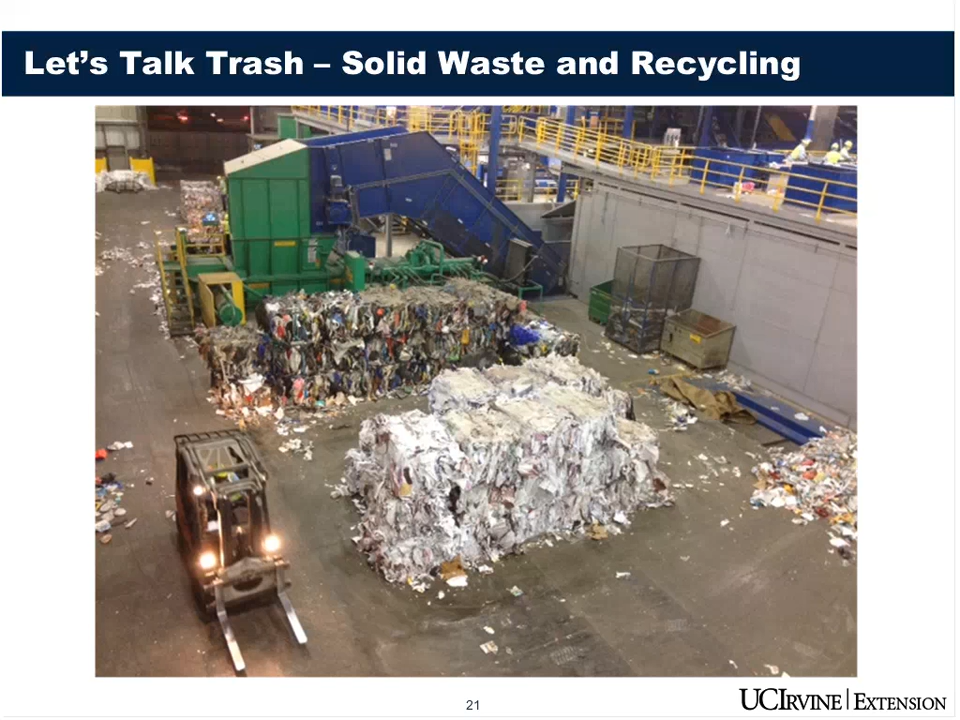 Let's Talk Trash – Solid Waste and Recycling
21
UCIRVINE | EXTENSION